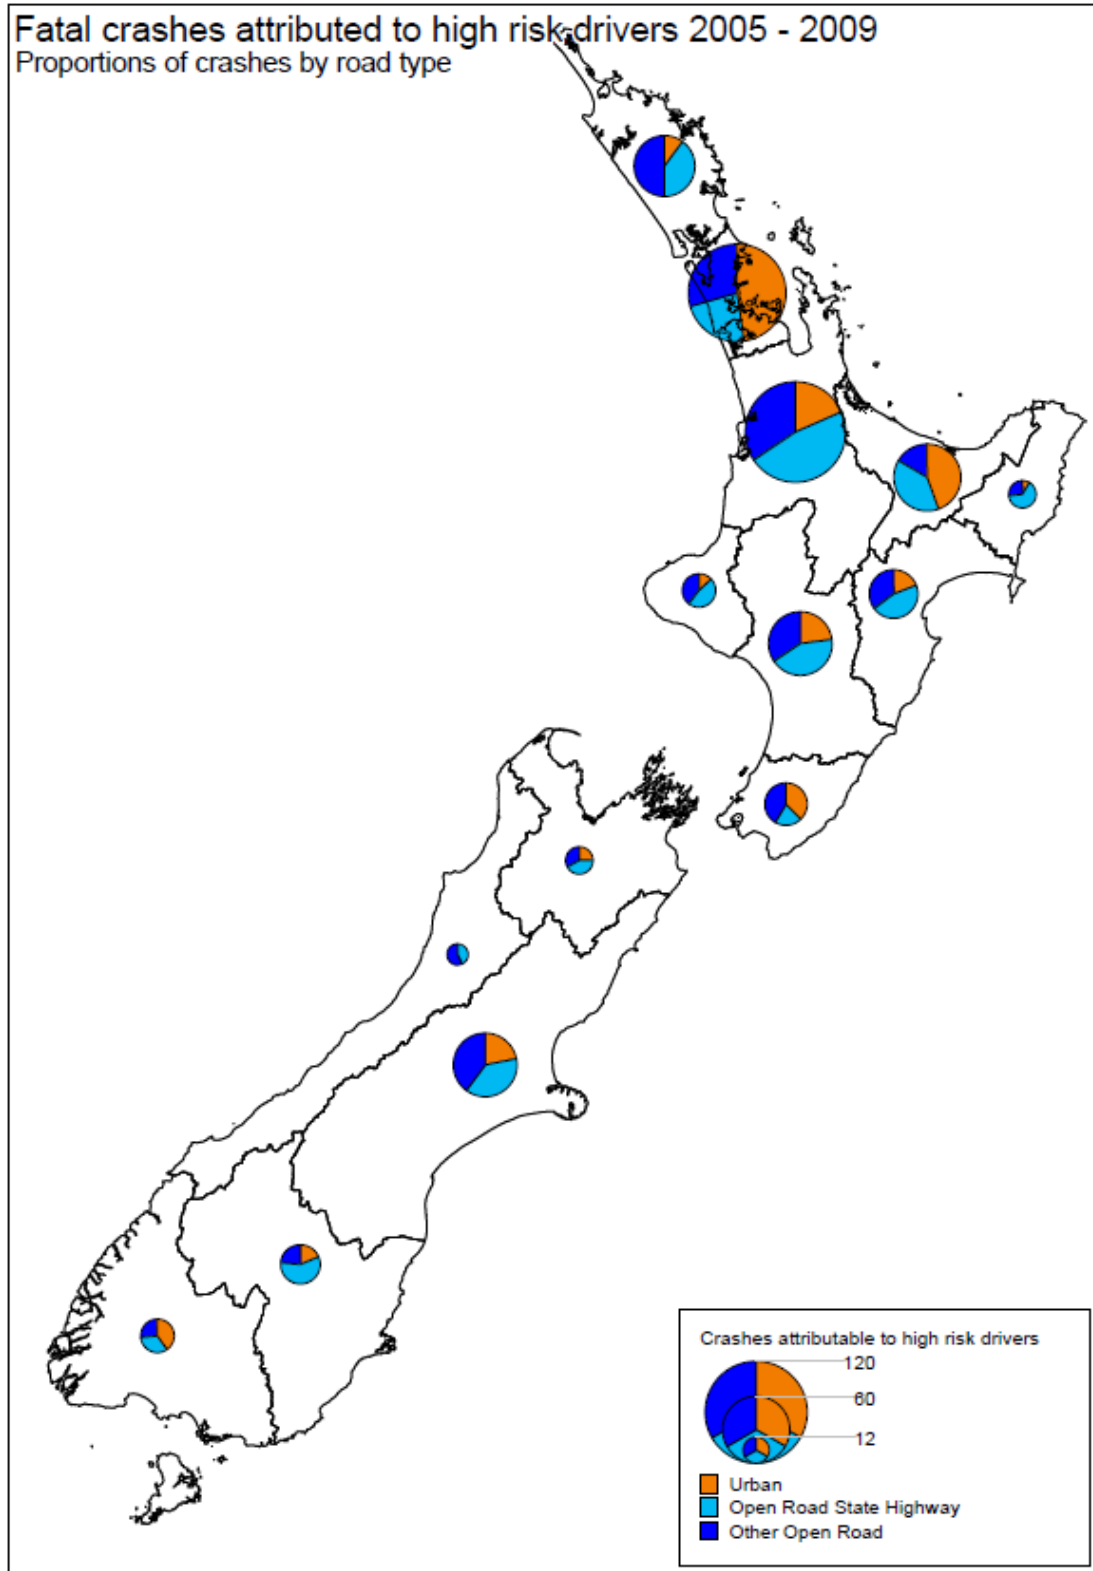 Fatal crashes attributed to high risk drivers 2005 - 2009
Proportions of crashes by road type
Crashes attributable to high risk drivers
120
60
12
Urban
Open Road State Highway
Other Open Road